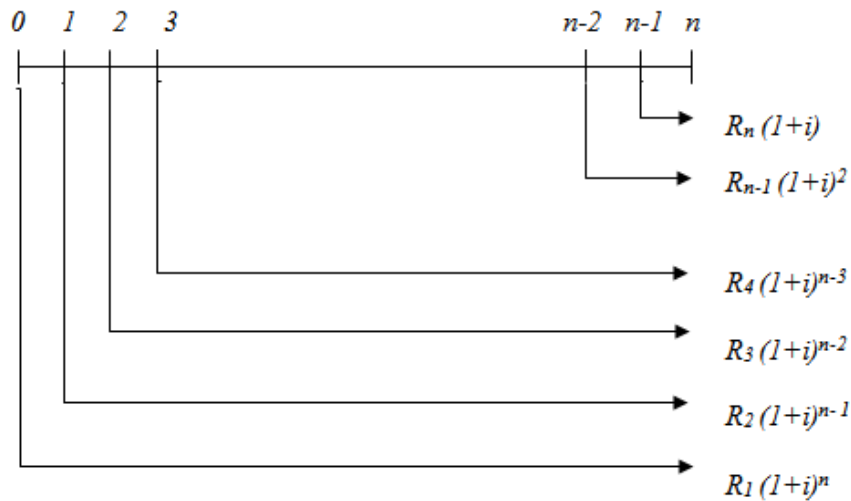 0 1 2 3 n-2 n-1 n
Rₙ (1+i)
Rₙ₋₁ (1+i)²
R₄ (1+i)ⁿ⁻³
R₃ (1+i)ⁿ⁻²
R₂ (1+i)ⁿ⁻¹
R₁ (1+i)ⁿ